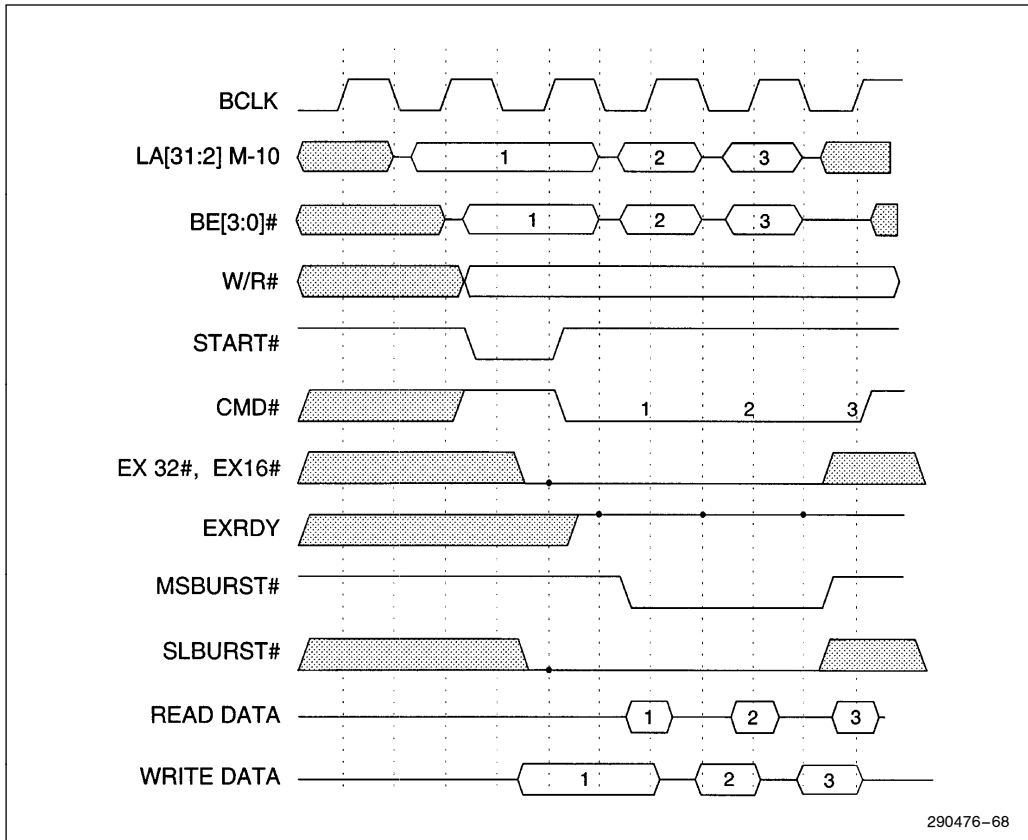 BCLK
LA[31:2] M-10 1 2 3
BE[3:0]# 1 2 3
W/R#
START#
CMD# 1 2 3
EX 32#, EX16#
EXRDY
MSBURST#
SLBURST#
READ DATA 1 2 3
WRITE DATA 1 2 3
290476–68